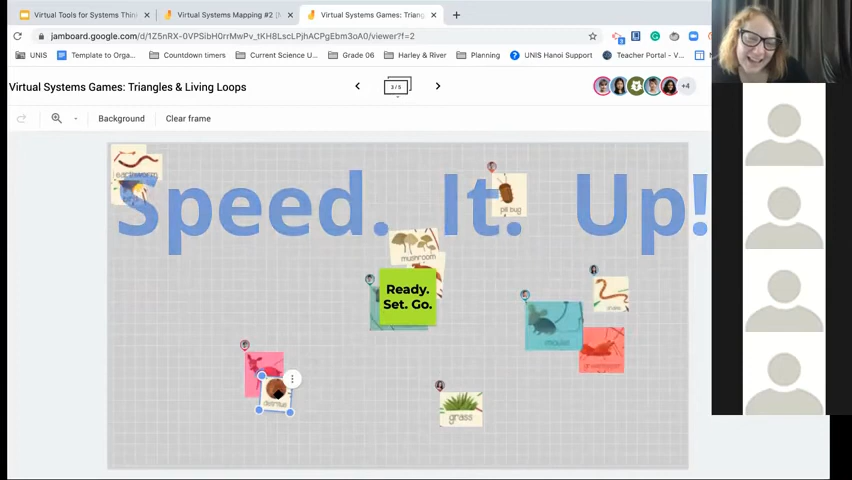 Virtual Tools for Systems Think
Virtual Systems Mapping #2 (M
Virtual Systems Games: Triang
jamboard.google.com/d/1Z5nRX-0VPSibH0rrMwPv_tKH8LscLPjhACPgEbm3oA0/viewer?f=2
UNIS
Template to Orga...
Countdown timers
Current Science U...
Grade 06
Harley & River
Planning
UNIS Hanoi Support
Teacher Portal - V...
Virtual Systems Games: Triangles & Living Loops
3/5
+4
Background
Clear frame
Speed. It. Up!
earthworm
pill bug
mushroom
Ready.
Set. Go.
snake
mouse
grass